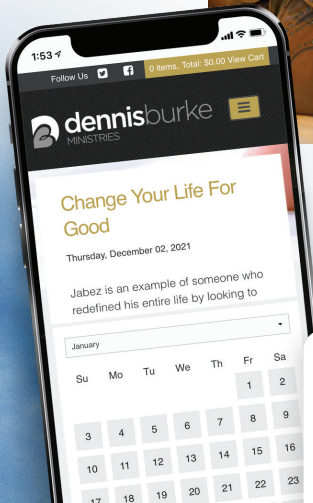 1:53
Follow Us 0 items, Total: $0.00 View Cart
dennisburke
MINISTRIES
Change Your Life For
Good
Thursday, December 02, 2021
Jabez is an example of someone who
redefined his entire life by looking to
January
Su Mo Tu We Th Fr Sa
1 2
3 4 5 6 7 8 9
10 11 12 13 14 15 16
17 18 19 20 21 22 23